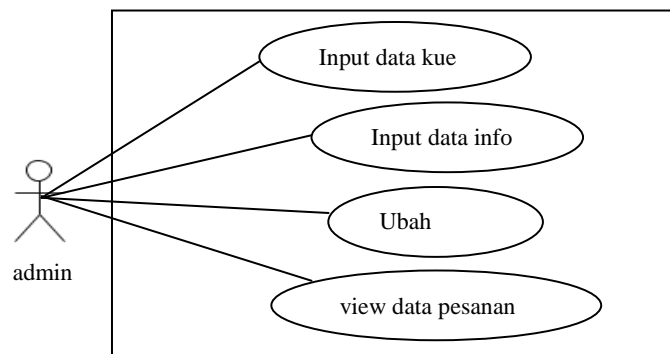 Input data kue
Input data info
Ubah
view data pesanan
admin